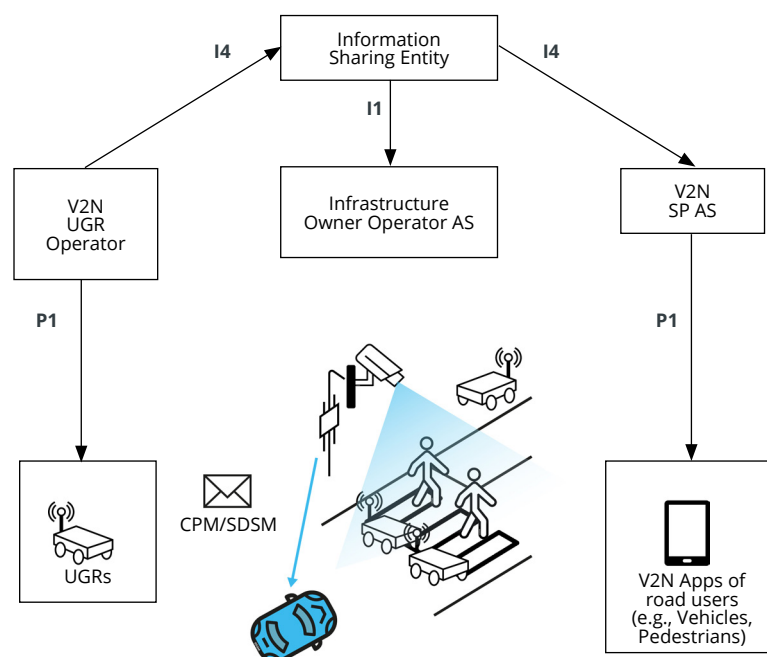 I4
Information
Sharing Entity
I4
I1
V2N
UGR
Operator
Infrastructure
Owner Operator AS
V2N
SP AS
P1
P1
CPM/SDSM
UGRs
V2N Apps of
road users
(e.g., Vehicles,
Pedestrians)